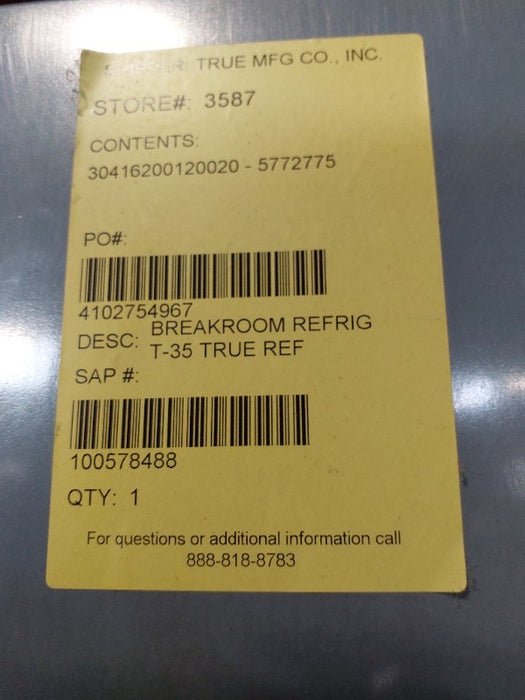 TRUE MFG CO., INC.
STORE#: 3587
CONTENTS:
30416200120020 - 5772775
PO#:
4102754967
DESC: BREAKROOM REFRIG
T-35 TRUE REF
SAP #:
100578488
QTY: 1
For questions or additional information call
888-818-8783